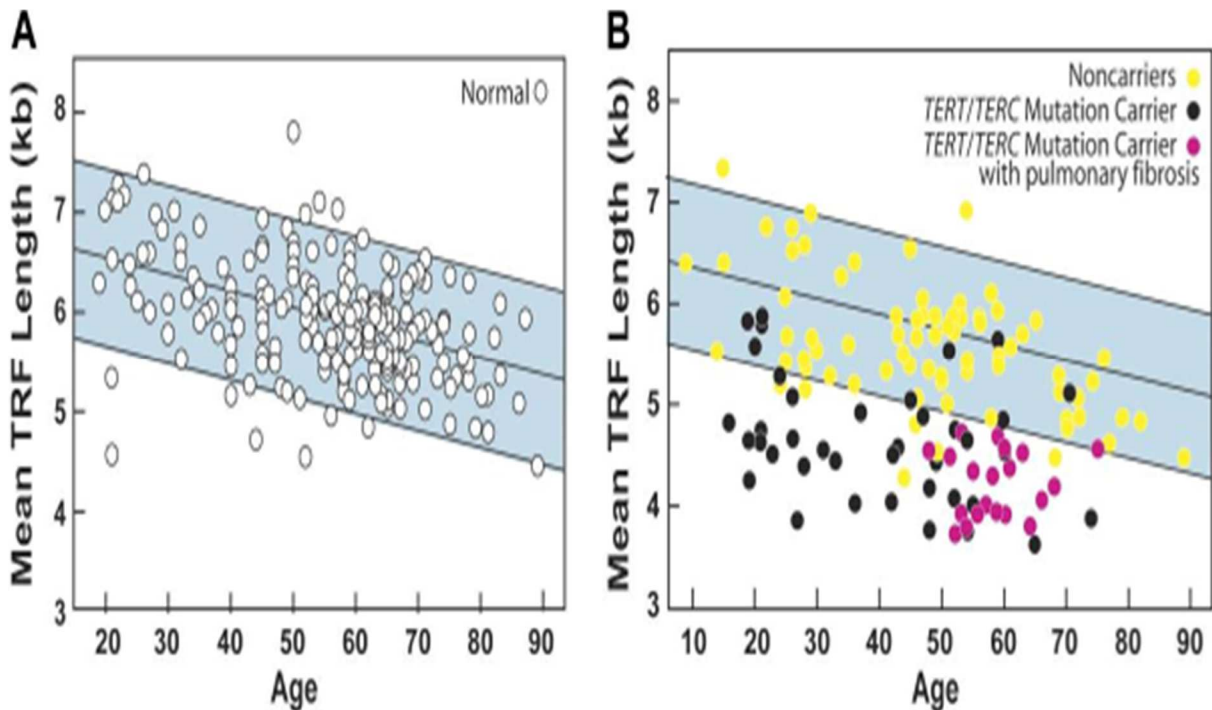 A
Normal
Mean TRF Length (kb)
8
7
6
5
4
3
20 30 40 50 60 70 80 90
Age
B
Noncarriers
TERT/TERC Mutation Carrier
TERT/TERC Mutation Carrier
with pulmonary fibrosis
Mean TRF Length (kb)
8
7
6
5
4
3
10 20 30 40 50 60 70 80 90
Age